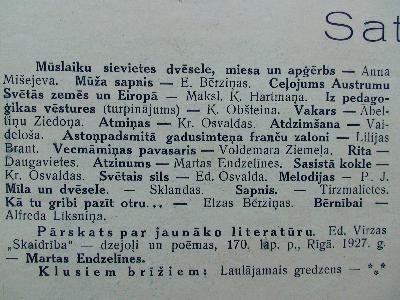 Sat
Mūslaiku sievietes dvēsele, miesa un apģērbs — Anna
Mišejeva. Mūža sapnis — E. Bērziņas. Ceļojums Austrumu
Svētās zemēs un Eiropā — Maksl. K. Hartmaņa. Iz pedago-
ģikas vēstures (turpinājums) — K. Obšteina. Vakars — Ābel-
tiņu Ziedoņa. Atmiņas — Kr. Osvaldas. Atdzimšana — Vai-
deloša. Astoņpadsmitā gadusimteņa franču zaloni — Lilijas
Brant. Vecmāmiņas pavasaris — Voldemara Ziemeļa. Rita —
Daugavietes. Atzinums — Martas Endzelīnes. Sasistā kokle —
Kr. Osvaldas. Svētais sils — Ed. Osvalda. Melodijas — P. J.
Mīla un dvēsele. — Sklandas. Sapnis. — Tirzmalietes.
Kā tu gribi pazīt otru... — Elzas Bērziņas. Bērnībai —
Alfreda Liksniņa.
Pārskats par jaunāko literatūru. Ed. Virzas
„Skaidrība" — dzejoļi un poēmas, 170. lap. p., Rīgā. 1927. g.
— Martas Endzelīnes.
Klusiem brīžiem: Laulājamais gredzens — *⁎*